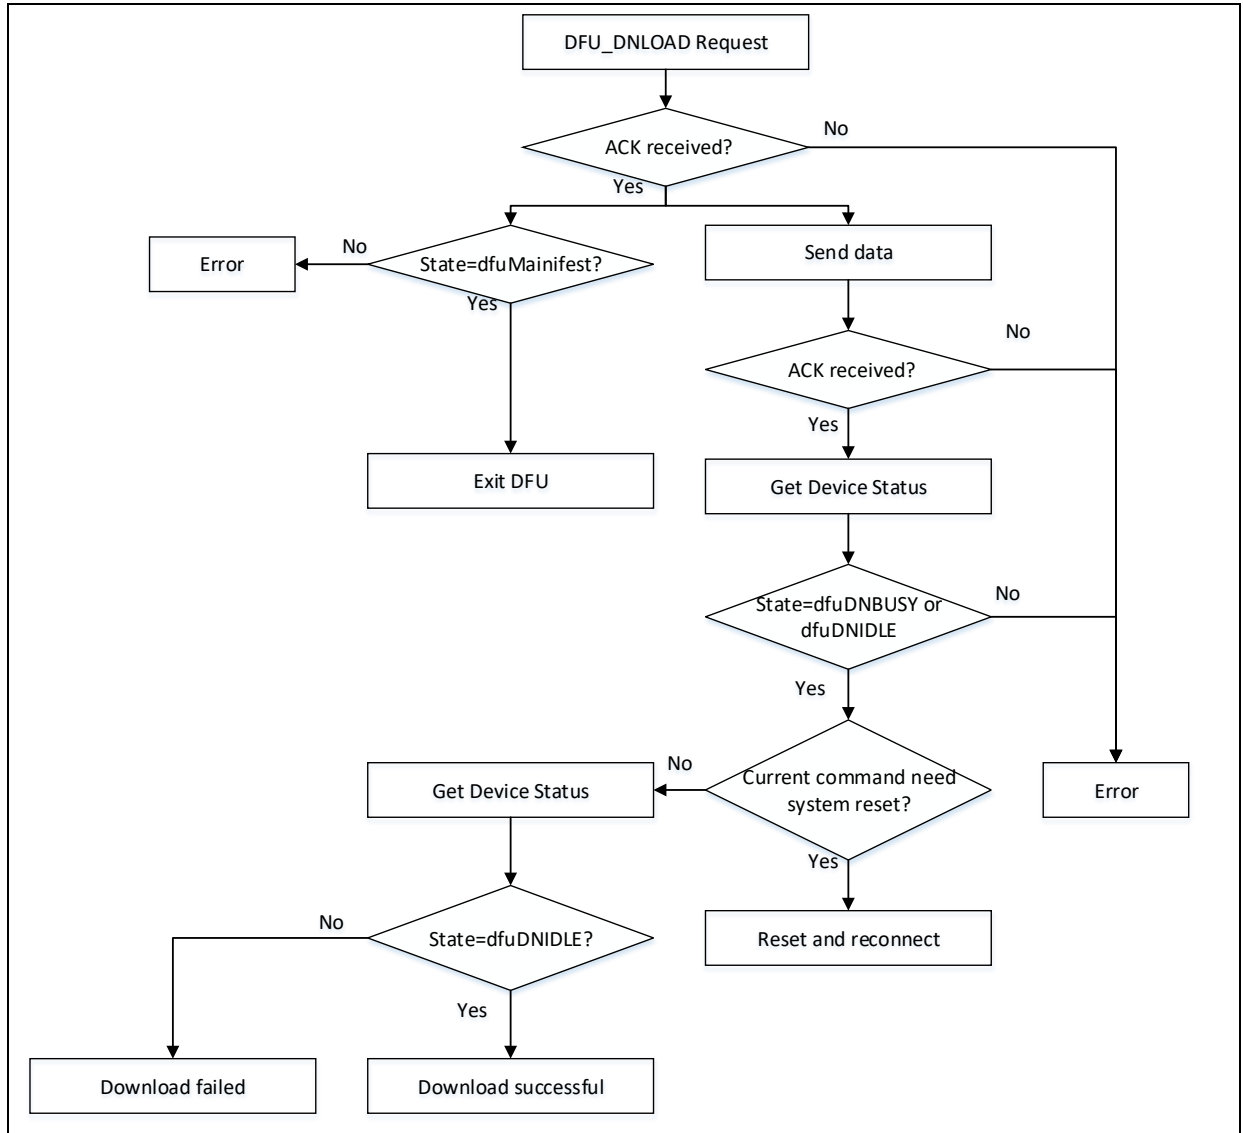 DFU_DNLOAD Request
No
ACK received?
Yes
Error
No
State=dfuMainifest?
Yes
Send data
No
ACK received?
Yes
Exit DFU
Get Device Status
No
State=dfuDNBUSY or
dfuDNIDLE
Yes
No
Get Device Status
Current command need
system reset?
Error
Yes
No
State=dfuDNIDLE?
Reset and reconnect
Yes
Download failed
Download successful